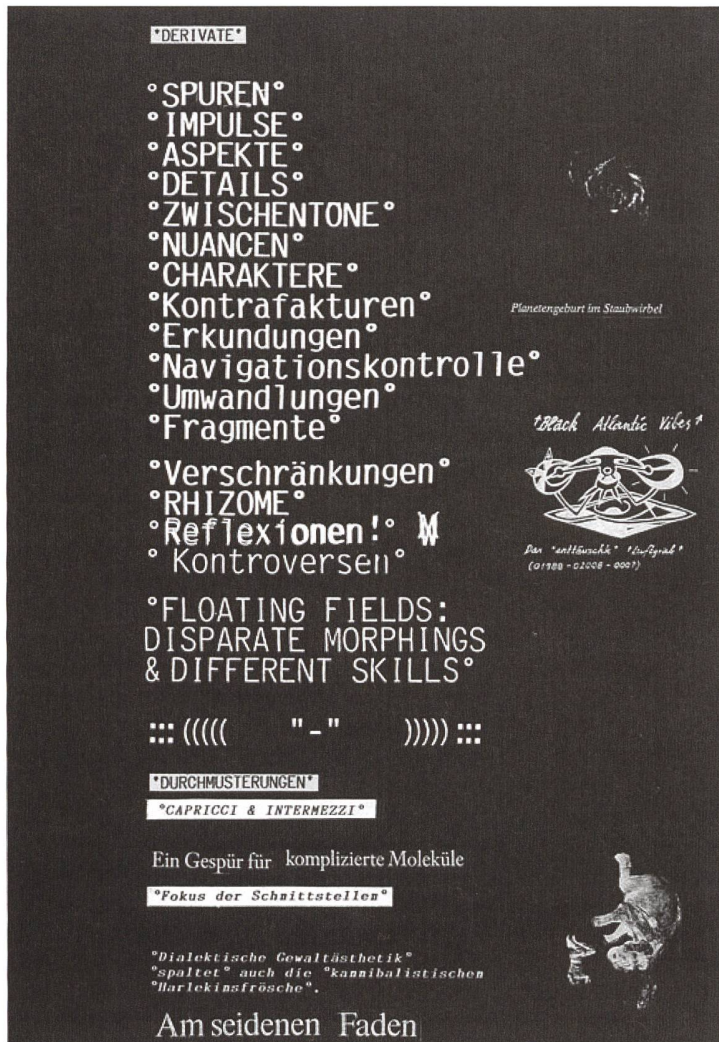 °DERIVATE°
°SPUREN°
°IMPULSE°
°ASPEKTE°
°DETAILS°
°ZWISCHENTÖNE°
°NUANCEN°
°CHARAKTERE°
°Kontrafakturen°
°Erkundungen°
°Navigationskontrolle°
°Umwandlungen°
°Fragmente°
°Verschränkungen°
°RHIZOME°
°Reflexionen!°
°Kontroversen°
°FLOATING FIELDS:
DISPARATE MORPHINGS
& DIFFERENT SKILLS°
::: ((((( "-" ))))) :::
°DURCHMUSTERUNGEN°
°CAPRICCI & INTERMEZZI°
Ein Gespür für komplizierte Moleküle
°Fokus der Schnittstellen°
°Dialektische Gewaltästhetik°
°spaltet° auch die °kannibalistischen
°Harlekinsfrösche°.
Am seidenen Faden
Planetengeburt im Staubwirbel
Black Atlantic Vibes
Das